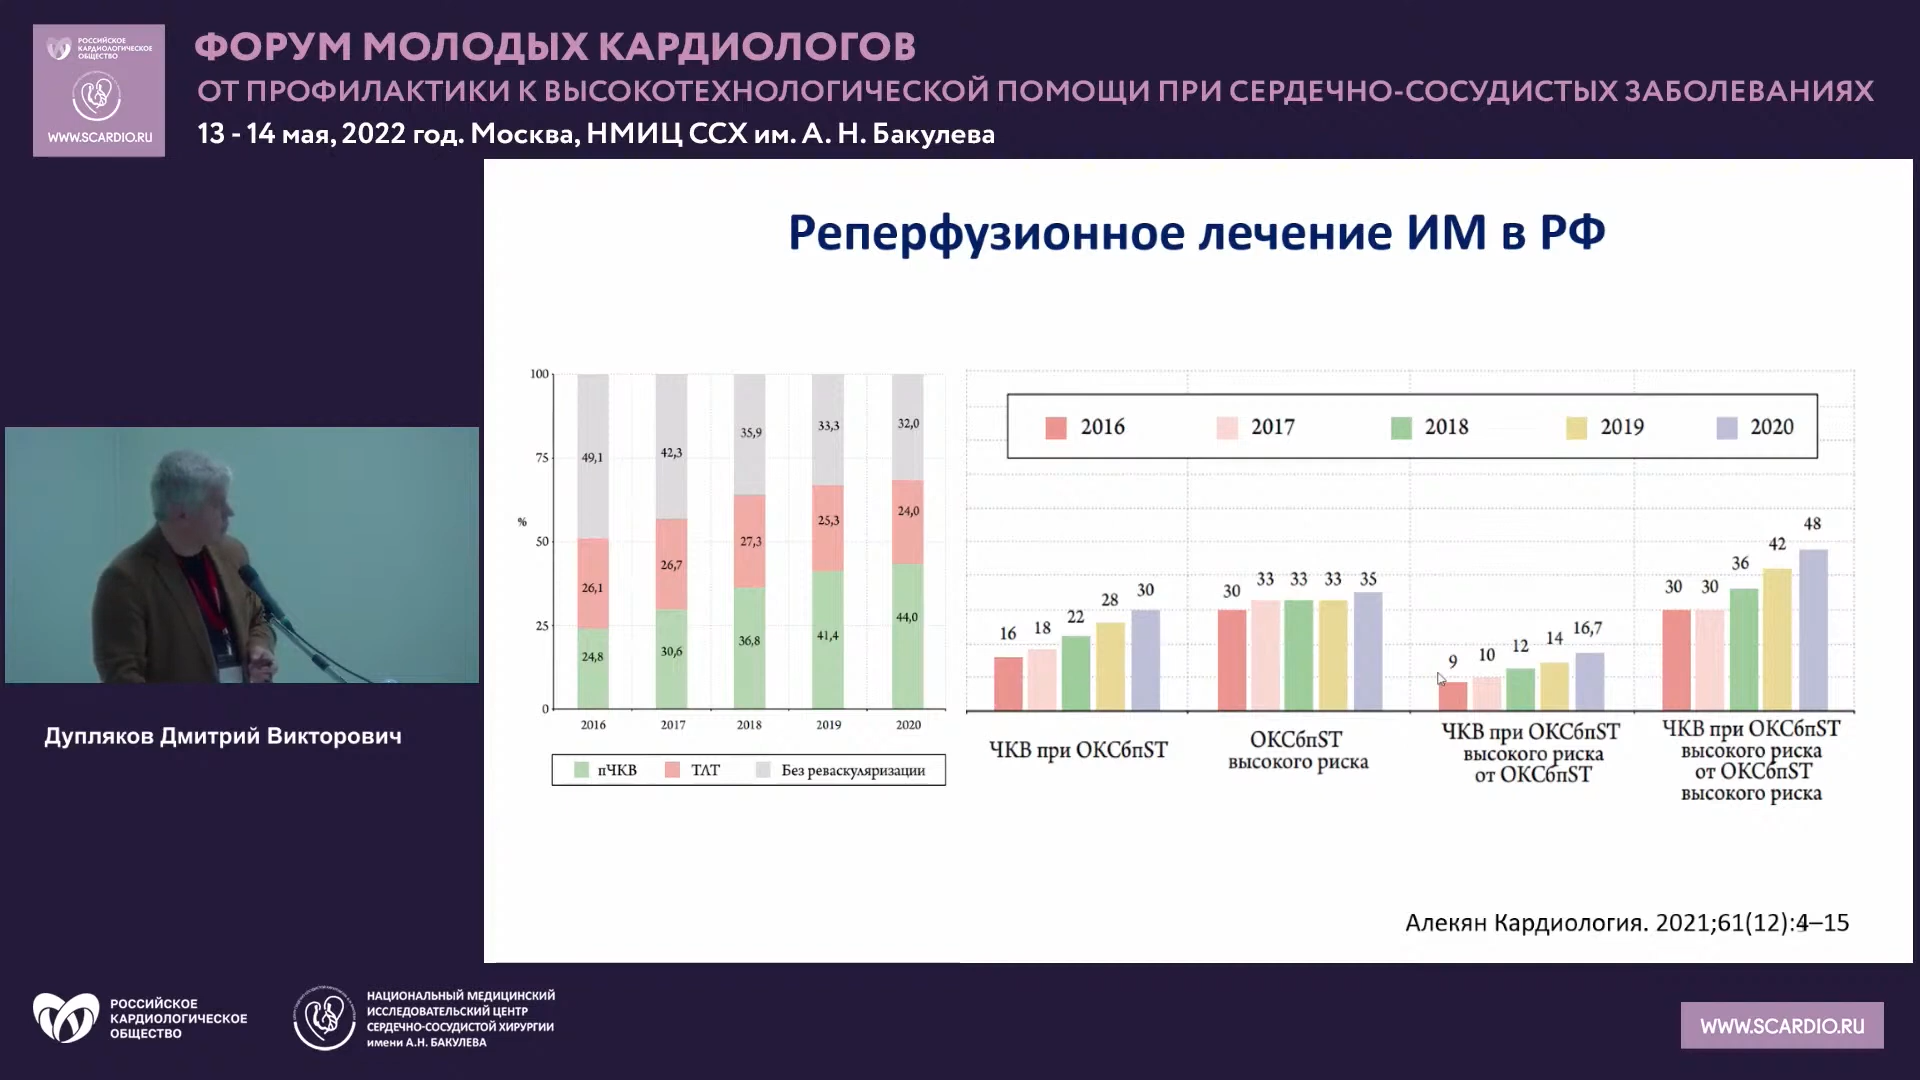 РОССИЙСКОЕ
КАРДИОЛОГИЧЕСКОЕ
ОБЩЕСТВО
WWW.SCARDIO.RU
ФОРУМ МОЛОДЫХ КАРДИОЛОГОВ
ОТ ПРОФИЛАКТИКИ К ВЫСОКОТЕХНОЛОГИЧЕСКОЙ ПОМОЩИ ПРИ СЕРДЕЧНО-СОСУДИСТЫХ ЗАБОЛЕВАНИЯХ
13 - 14 мая, 2022 год. Москва, НМИЦ ССХ им. А. Н. Бакулева
Реперфузионное лечение ИМ в РФ
100
75
%
50
25
0
49,1
42,3
35,9
33,3
32,0
26,1
26,7
27,3
25,3
24,0
24,8
30,6
36,8
41,4
44,0
2016
2017
2018
2019
2020
пЧКВ
ТЛТ
Без реваскуляризации
2016
2017
2018
2019
2020
16
18
22
28
30
30
33
33
33
35
9
10
12
14
16,7
30
30
36
42
48
ЧКВ при ОКСбпST
ОКСбпST
высокого риска
ЧКВ при ОКСбпST
высокого риска
от ОКСбпST
ЧКВ при ОКСбпST
высокого риска
от ОКСбпST
высокого риска
Алекян Кардиология. 2021;61(12):4–15
Дупляков Дмитрий Викторович
РОССИЙСКОЕ
КАРДИОЛОГИЧЕСКОЕ
ОБЩЕСТВО
НАЦИОНАЛЬНЫЙ МЕДИЦИНСКИЙ
ИССЛЕДОВАТЕЛЬСКИЙ ЦЕНТР
СЕРДЕЧНО-СОСУДИСТОЙ ХИРУРГИИ
имени А.Н. БАКУЛЕВА
WWW.SCARDIO.RU